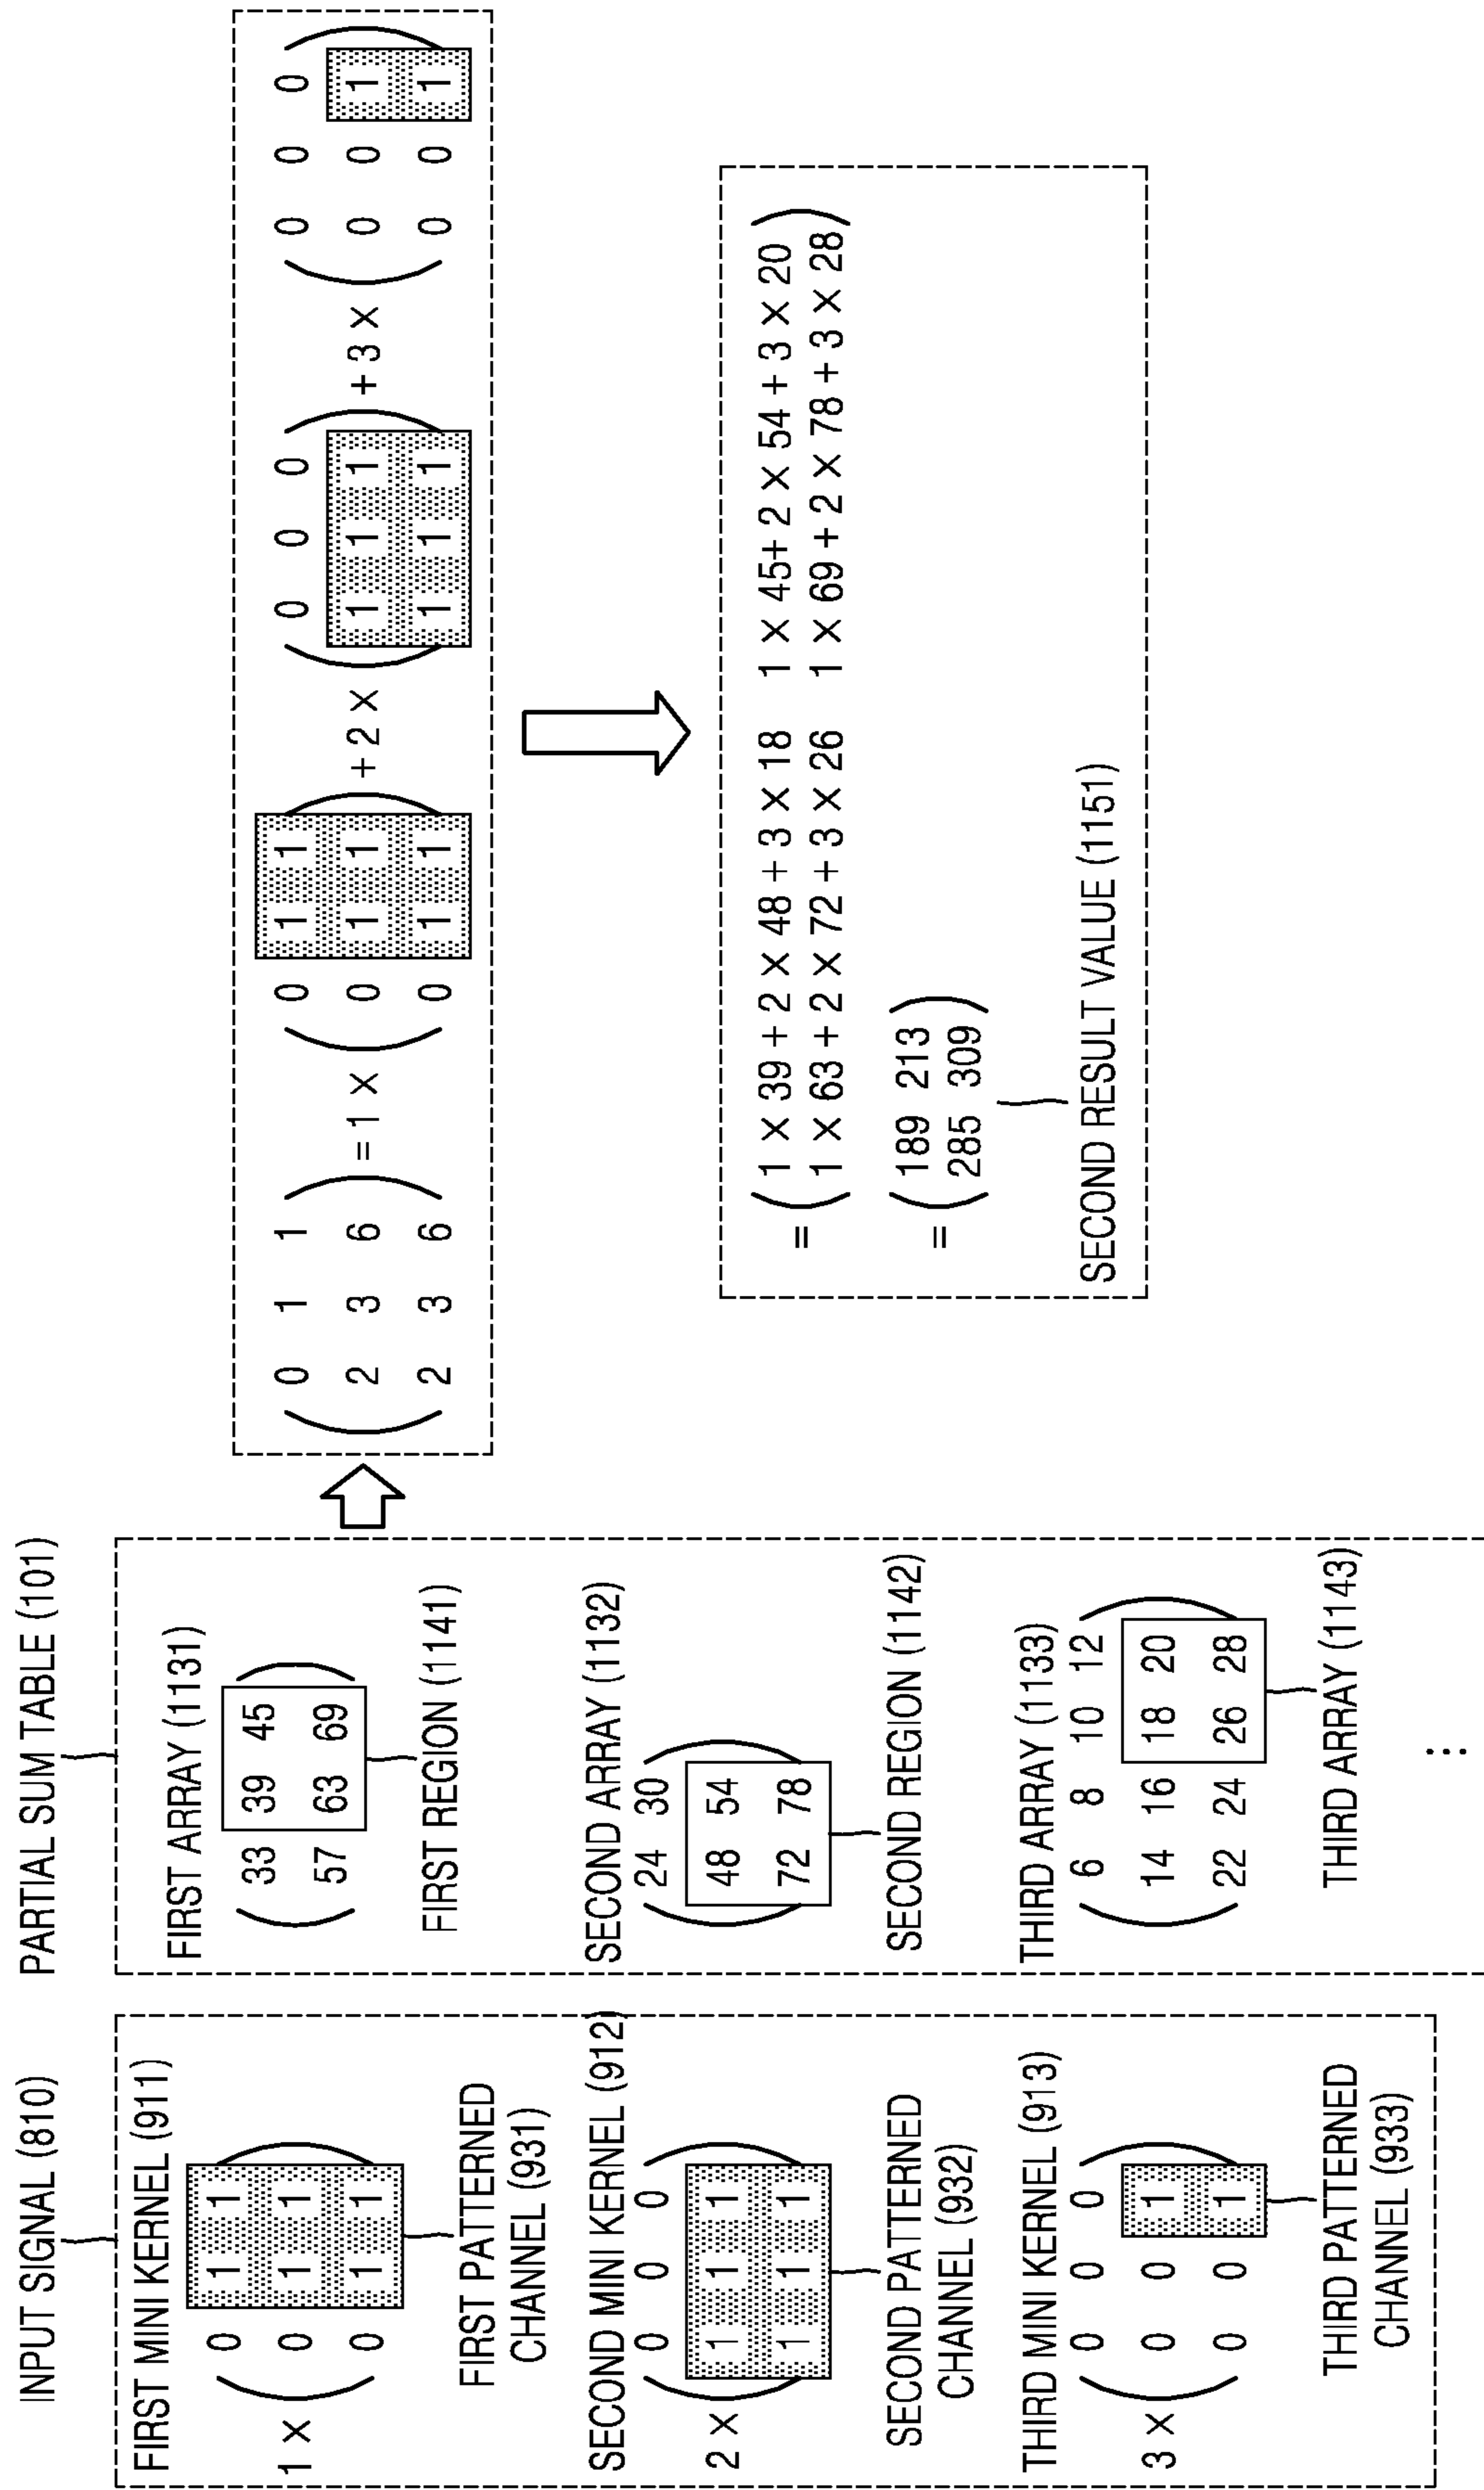 INPUT SIGNAL (810)
FIRST MINI KERNEL (911)
0 1 1
1 × 0 1 1
0 1 1
FIRST PATTERNED
CHANNEL (931)
SECOND MINI KERNEL (912)
0 0 0
2 × 1 1 1
1 1 1
SECOND PATTERNED
CHANNEL (932)
THIRD MINI KERNEL (913)
0 0 0
3 × 0 0 1
0 0 1
THIRD PATTERNED
CHANNEL (933)
PARTIAL SUM TABLE (101)
FIRST ARRAY (1131)
33 39 45
57 63 69
FIRST REGION (1141)
SECOND ARRAY (1132)
24 30
48 54
72 78
SECOND REGION (1142)
THIRD ARRAY (1133)
6 8 10 12
14 16 18 20
22 24 26 28
THIRD ARRAY (1143)
⋮
0 1 1 0 1 1 0 0 0 0 0 0
( 2 3 6 ) = 1 × ( 0 1 1 ) + 2 × ( 1 1 1 ) + 3 × ( 0 0 1 )
2 3 6 0 1 1 1 1 1 0 0 1
= ( 1 × 39 + 2 × 48 + 3 × 18 1 × 45+ 2 × 54 + 3 × 20 )
1 × 63 + 2 × 72 + 3 × 26 1 × 69 + 2 × 78 + 3 × 28
= ( 189 213 )
285 309
SECOND RESULT VALUE (1151)